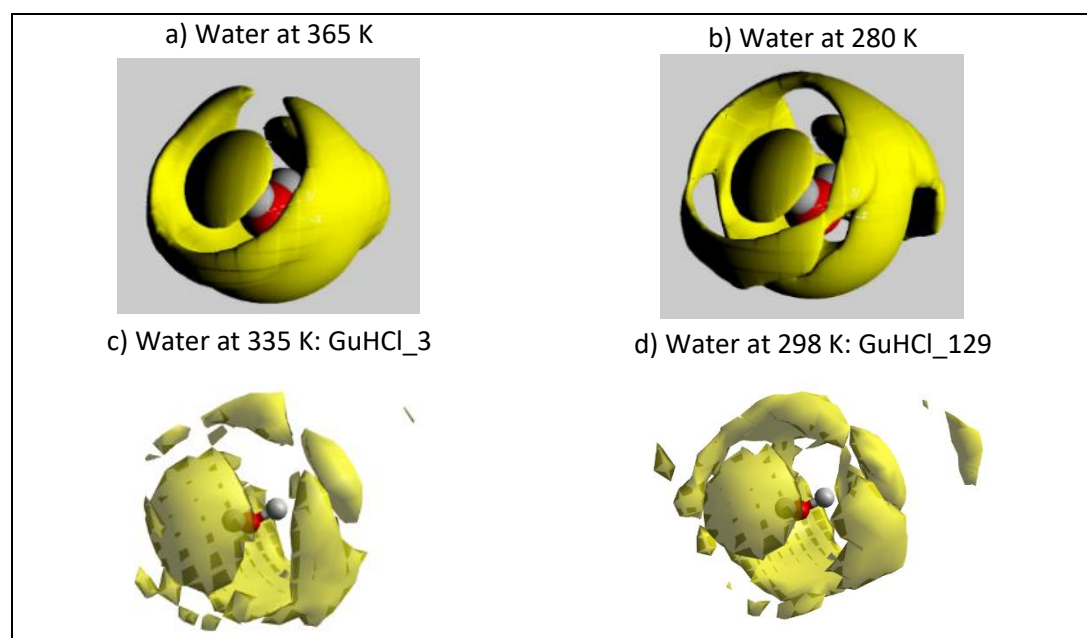 a) Water at 365 K
b) Water at 280 K
c) Water at 335 K: GuHCl_3
d) Water at 298 K: GuHCl_129